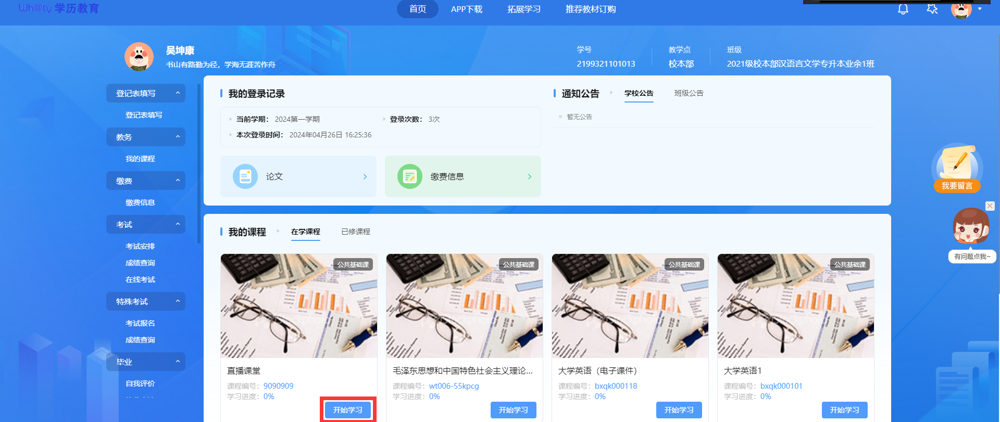 Wh@ty 学历教育
首页 APP下载 拓展学习 推荐教材订购
吴坤康
书山有路勤为径，学海无涯苦作舟
学号 教学点 班级
2199321101013 校本部 2021级校本部汉语言文学专升本业余1班
登记表填写
登记表填写
教务
我的课程
缴费
缴费信息
考试
考试安排
成绩查询
在线考试
特殊考试
考试报名
成绩查询
毕业
自我评价
我的登录记录
当前学期： 2024第一学期 登录次数： 3次
本次登录时间： 2024年04月26日 16:25:36
论文 缴费信息
通知公告 学校公告 班级公告
暂无公告
我要留言
有问题点我~
我的课程 在学课程 已修课程
公共基础课 公共基础课 公共基础课 公共基础课
直播课堂
课程编号：9090909
学习进度：0%
开始学习
毛泽东思想和中国特色社会主义理论...
课程编号：wt006-55kpcg
学习进度：0%
开始学习
大学英语（电子课件）
课程编号：bxqk000118
学习进度：0%
开始学习
大学英语1
课程编号：bxqk000101
学习进度：0%
开始学习